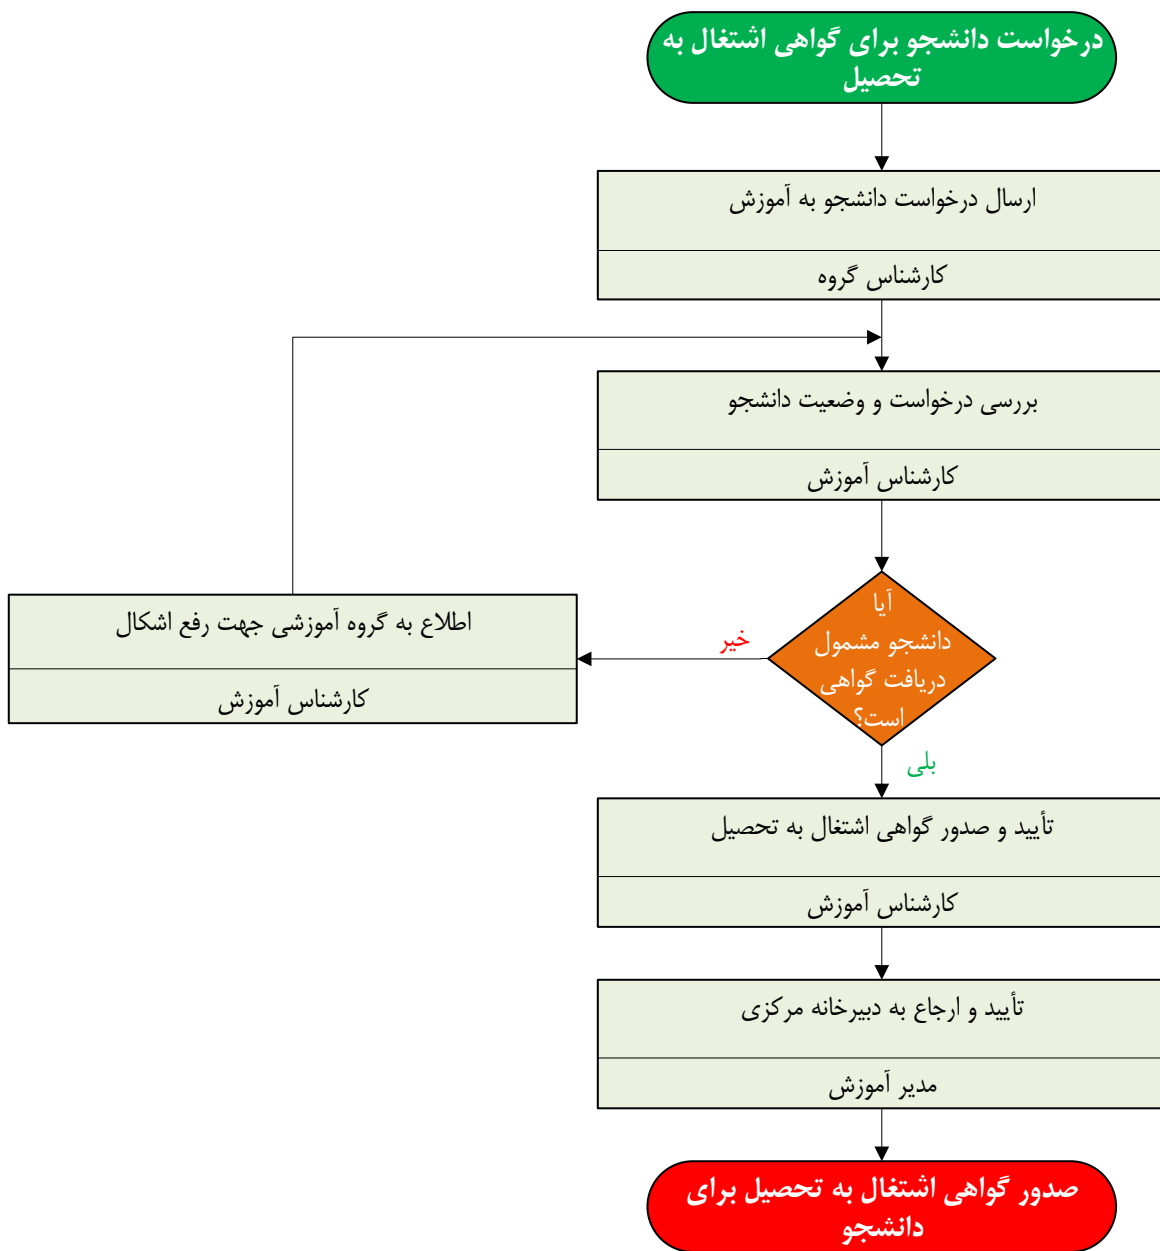 درخواست دانشجو برای گواهی اشتغال به
تحصیل
ارسال درخواست دانشجو به آموزش
کارشناس گروه
بررسی درخواست و وضعیت دانشجو
کارشناس آموزش
آیا
دانشجو مشمول
دریافت گواهی
است؟
خیر
اطلاع به گروه آموزشی جهت رفع اشکال
کارشناس آموزش
بلی
تأیید و صدور گواهی اشتغال به تحصیل
کارشناس آموزش
تأیید و ارجاع به دبیرخانه مرکزی
مدیر آموزش
صدور گواهی اشتغال به تحصیل برای
دانشجو